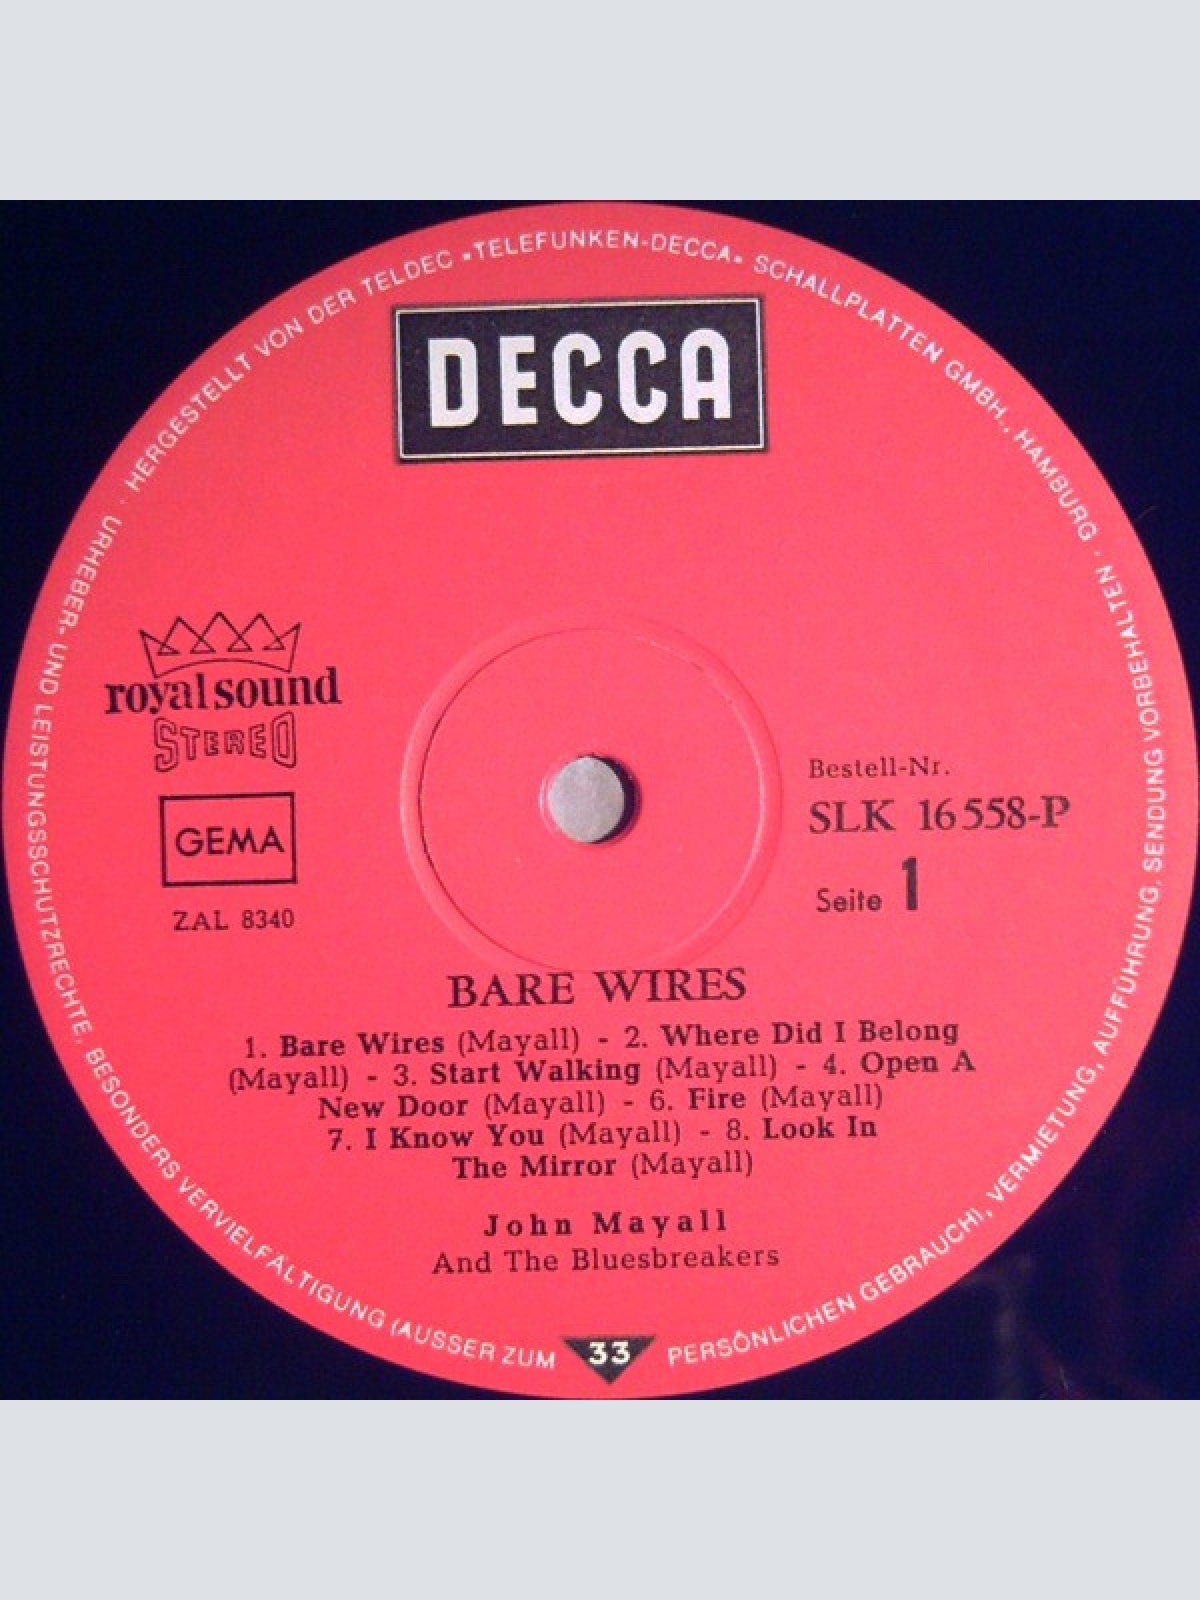 HERGESTELLT VON DER TELDEC »TELEFUNKEN-DECCA« SCHALLPLATTEN GMBH., HAMBURG · URHEBER- UND LEISTUNGSSCHUTZRECHTE, BESONDERS VERVIELFÄLTIGUNG (AUSSER ZUM PERSÖNLICHEN GEBRAUCH), VERMIETUNG, AUFFÜHRUNG, SENDUNG VORBEHALTEN ·
DECCA
royal sound
STEREO
GEMA
ZAL 8340
Bestell-Nr.
SLK 16 558-P
Seite 1
BARE WIRES
1. Bare Wires (Mayall) - 2. Where Did I Belong
(Mayall) - 3. Start Walking (Mayall) - 4. Open A
New Door (Mayall) - 6. Fire (Mayall)
7. I Know You (Mayall) - 8. Look In
The Mirror (Mayall)
John Mayall
And The Bluesbreakers
33